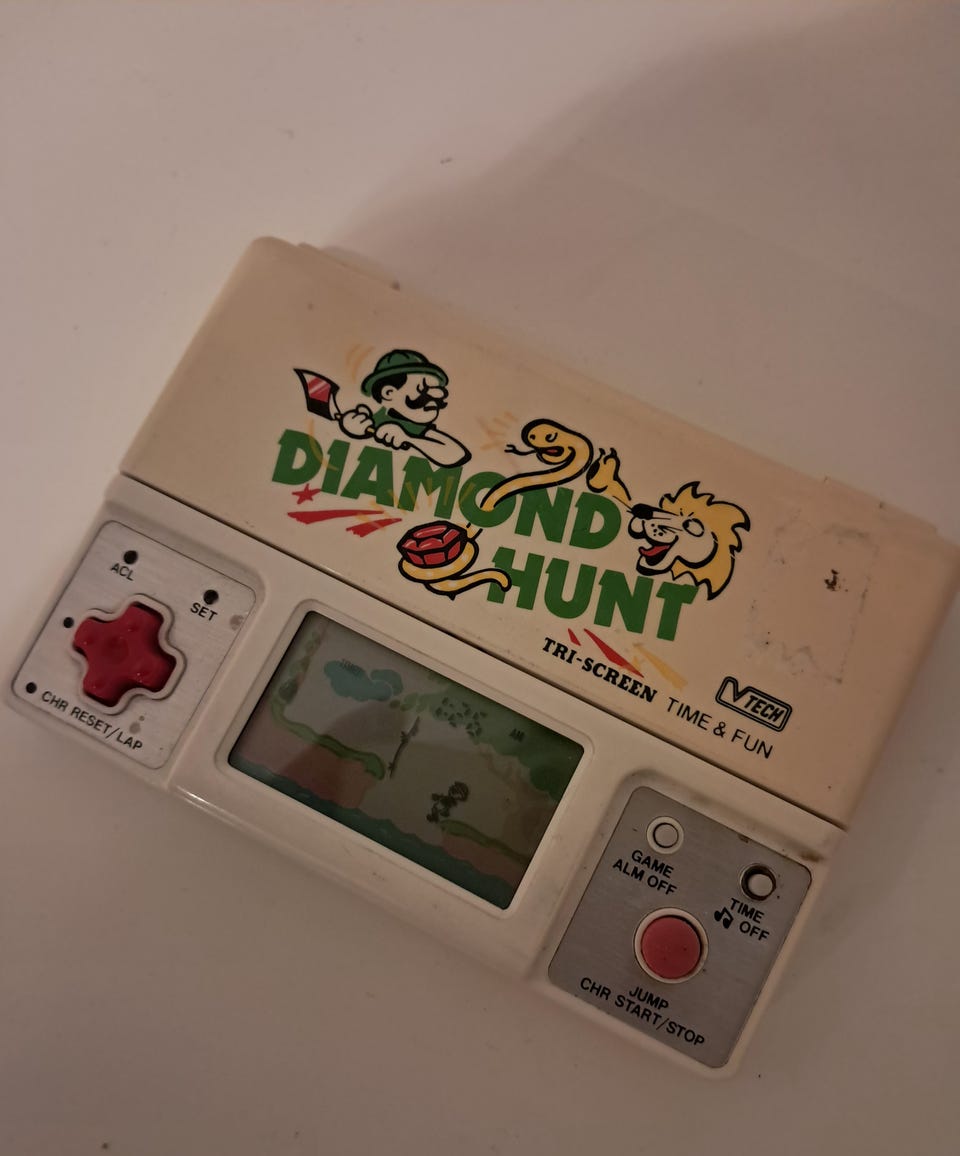 DIAMOND
HUNT
TRI-SCREEN
VTECH
TIME & FUN
ACL
SET
CHR RESET/LAP
AM
GAME
ALM OFF
TIME
OFF
JUMP
CHR START/STOP